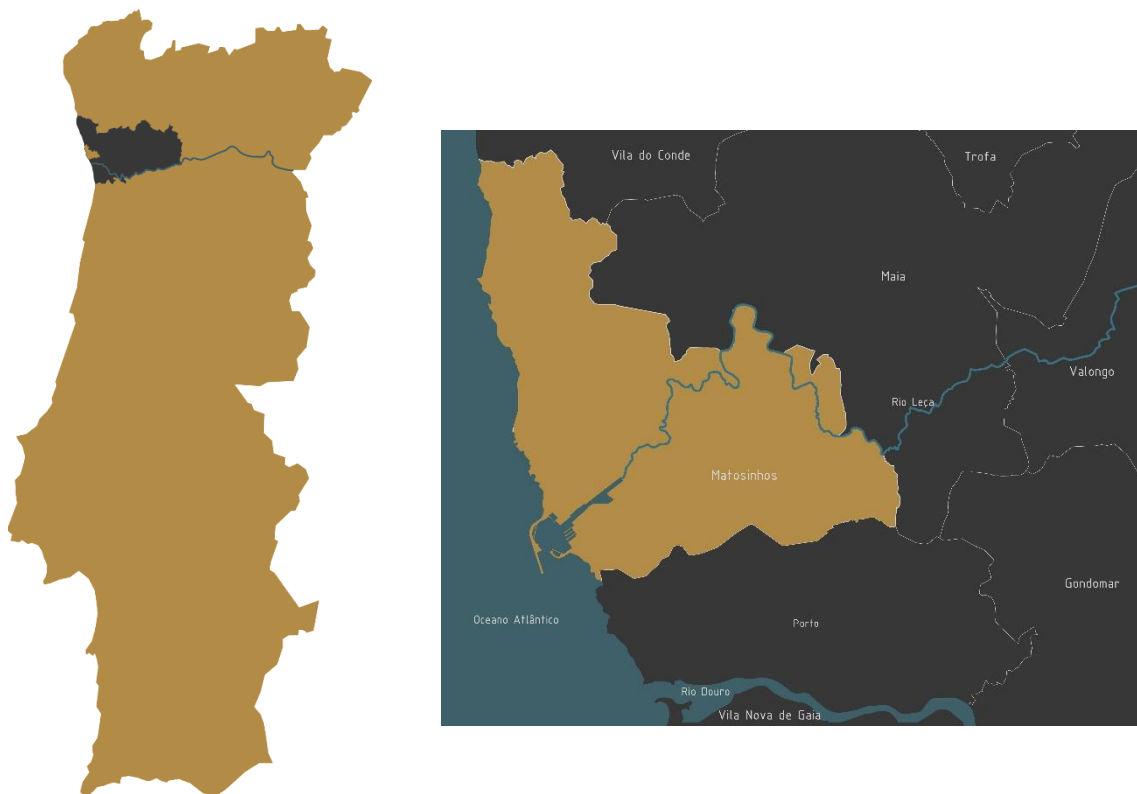 Vila do Conde
Trofa
Maia
Valongo
Rio Leça
Matosinhos
Gondomar
Oceano Atlântico
Porto
Rio Douro
Vila Nova de Gaia